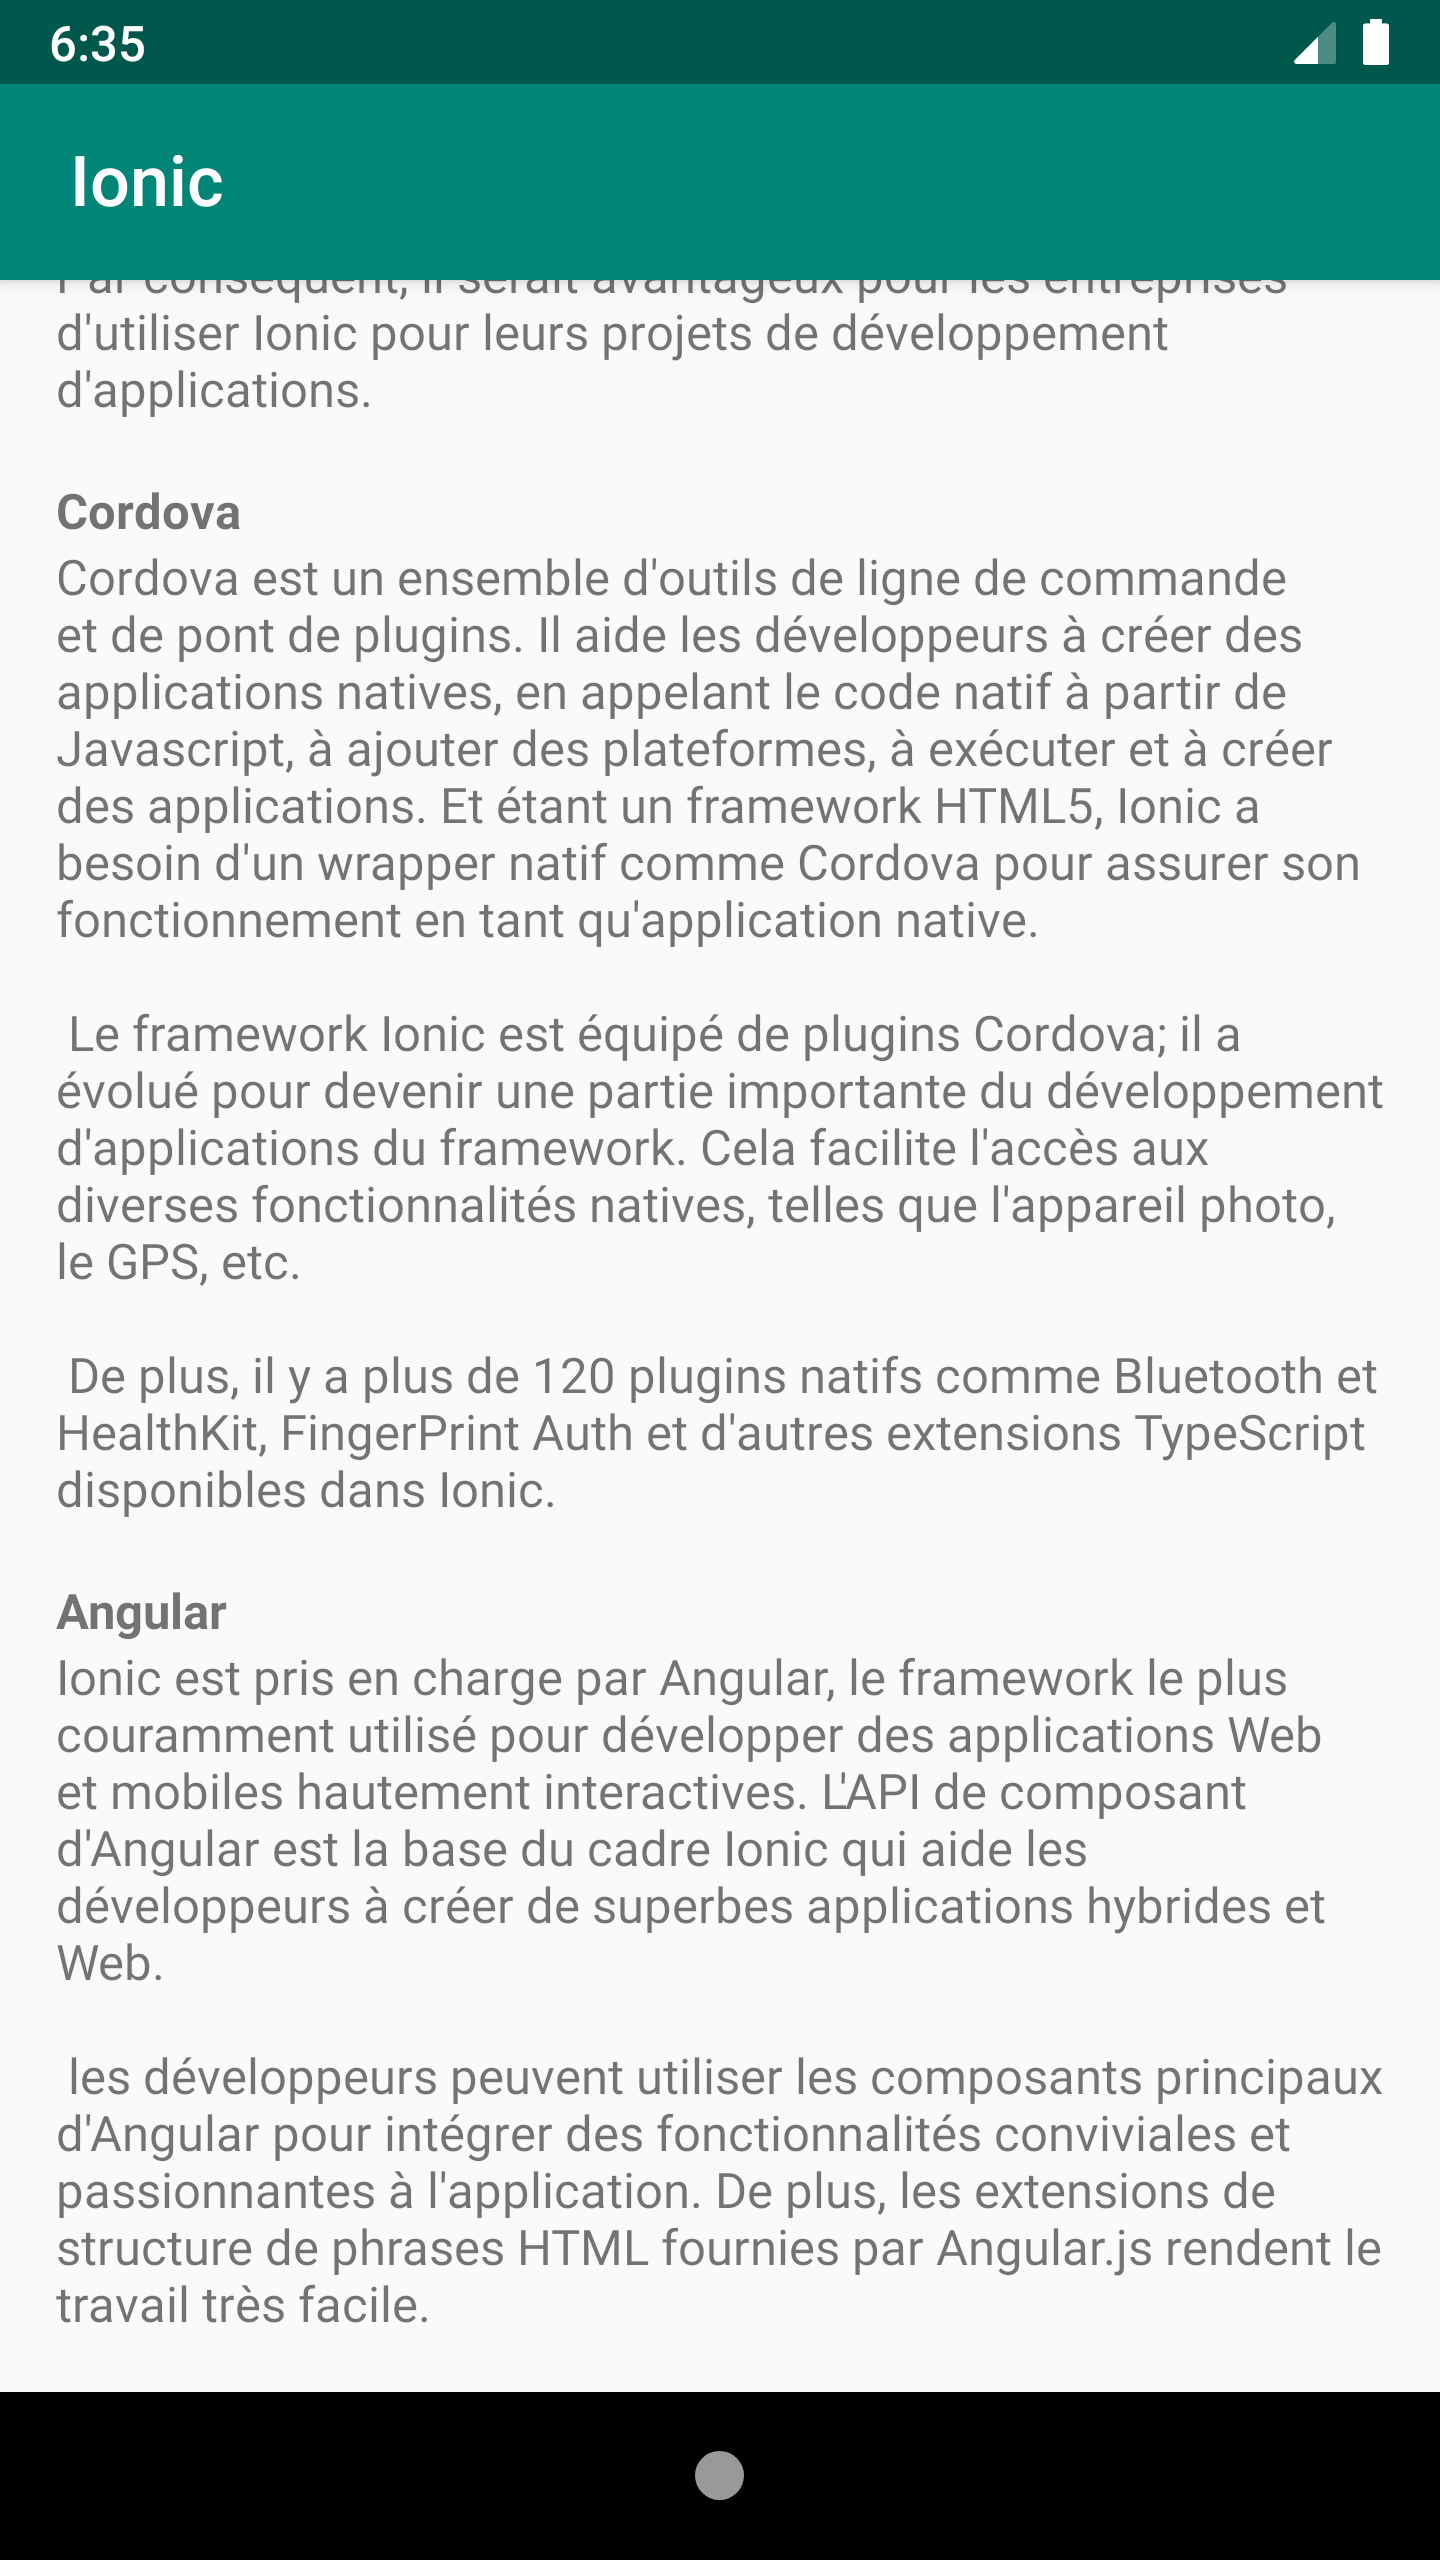 6:35
Ionic
Par conséquent, il serait avantageux pour les entreprises
d'utiliser Ionic pour leurs projets de développement
d'applications.
Cordova
Cordova est un ensemble d'outils de ligne de commande
et de pont de plugins. Il aide les développeurs à créer des
applications natives, en appelant le code natif à partir de
Javascript, à ajouter des plateformes, à exécuter et à créer
des applications. Et étant un framework HTML5, Ionic a
besoin d'un wrapper natif comme Cordova pour assurer son
fonctionnement en tant qu'application native.
Le framework Ionic est équipé de plugins Cordova; il a
évolué pour devenir une partie importante du développement
d'applications du framework. Cela facilite l'accès aux
diverses fonctionnalités natives, telles que l'appareil photo,
le GPS, etc.
De plus, il y a plus de 120 plugins natifs comme Bluetooth et
HealthKit, FingerPrint Auth et d'autres extensions TypeScript
disponibles dans Ionic.
Angular
Ionic est pris en charge par Angular, le framework le plus
couramment utilisé pour développer des applications Web
et mobiles hautement interactives. L'API de composant
d'Angular est la base du cadre Ionic qui aide les
développeurs à créer de superbes applications hybrides et
Web.
les développeurs peuvent utiliser les composants principaux
d'Angular pour intégrer des fonctionnalités conviviales et
passionnantes à l'application. De plus, les extensions de
structure de phrases HTML fournies par Angular.js rendent le
travail très facile.